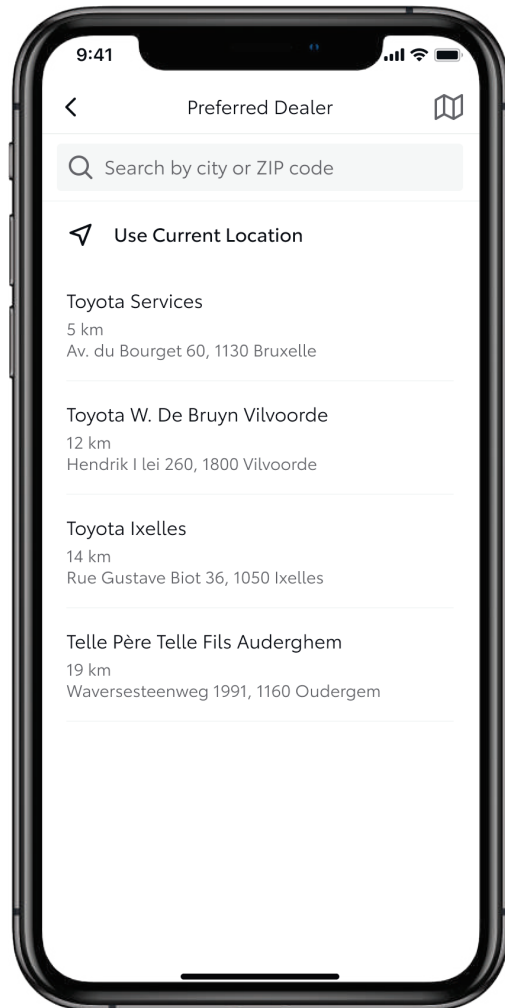 9:41
Preferred Dealer
Search by city or ZIP code
Use Current Location
Toyota Services
5 km
Av. du Bourget 60, 1130 Bruxelle
Toyota W. De Bruyn Vilvoorde
12 km
Hendrik I lei 260, 1800 Vilvoorde
Toyota Ixelles
14 km
Rue Gustave Biot 36, 1050 Ixelles
Telle Père Telle Fils Auderghem
19 km
Waversesteenweg 1991, 1160 Oudergem